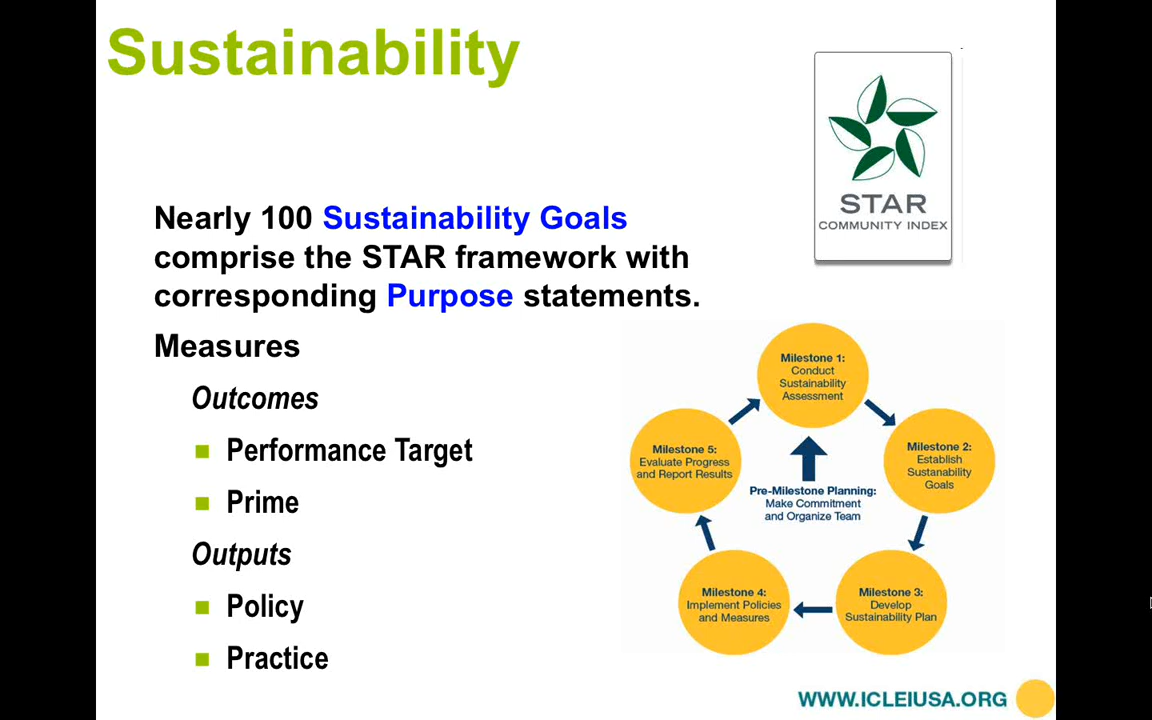 Sustainability
STAR
COMMUNITY INDEX
Nearly 100 Sustainability Goals
comprise the STAR framework with
corresponding Purpose statements.
Measures
Outcomes
Performance Target
Prime
Outputs
Policy
Practice
Milestone 1:
Conduct
Sustainability
Assessment
Milestone 2:
Establish
Sustanability
Goals
Milestone 3:
Develop
Sustainability Plan
Milestone 4:
Implement Policies
and Measures
Milestone 5:
Evaluate Progress
and Report Results
Pre-Milestone Planning:
Make Commitment
and Organize Team
WWW.ICLEIUSA.ORG